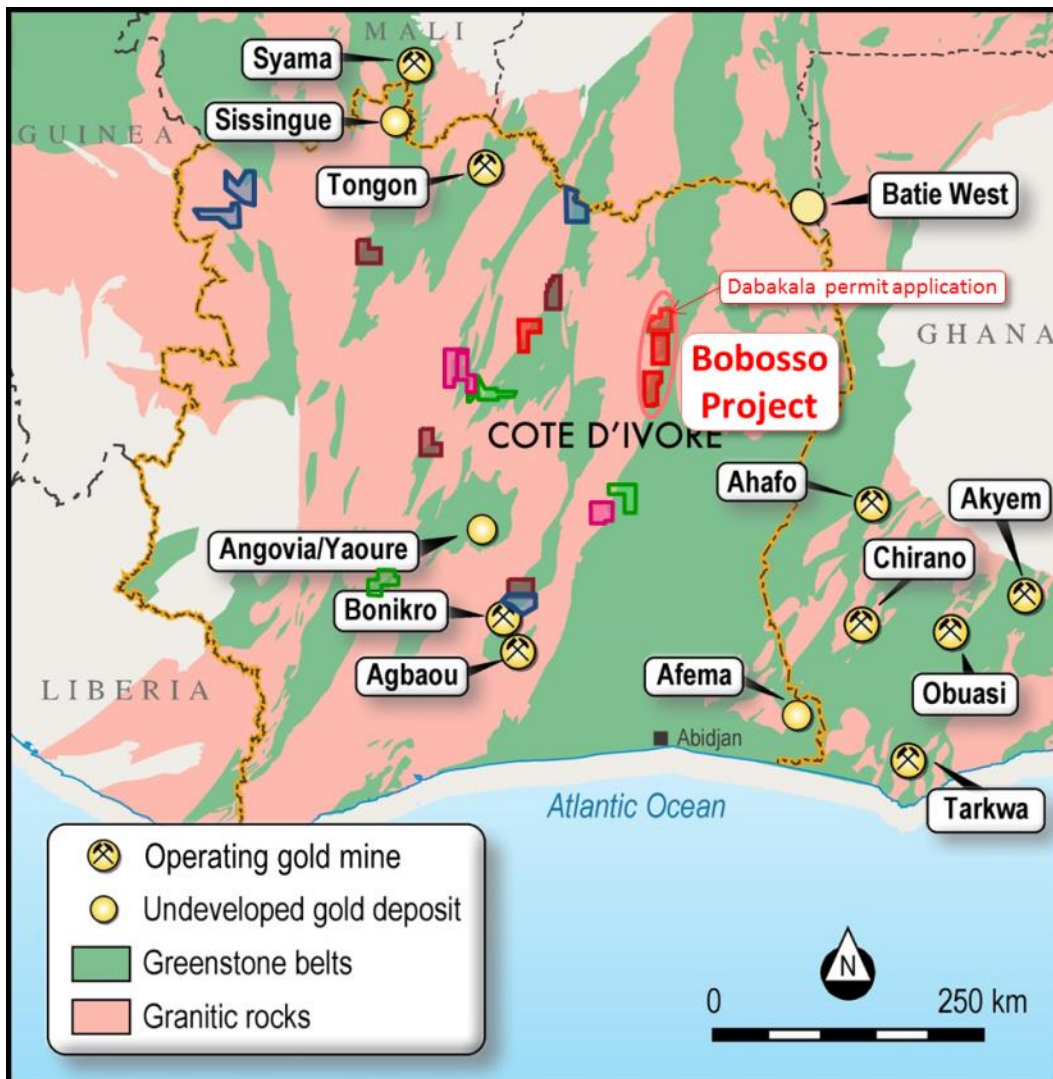 MALI
Syama
Sissingue
GUINEA
Tongon
Batie West
Dabakala permit application
GHANA
Bobosso
Project
COTE D'IVORE
Ahafo
Akyem
Angovia/Yaoure
Chirano
Bonikro
Agbaou
LIBERIA
Afema
Obuasi
Abidjan
Tarkwa
Atlantic Ocean
Operating gold mine
Undeveloped gold deposit
Greenstone belts
Granitic rocks
N
0 250 km